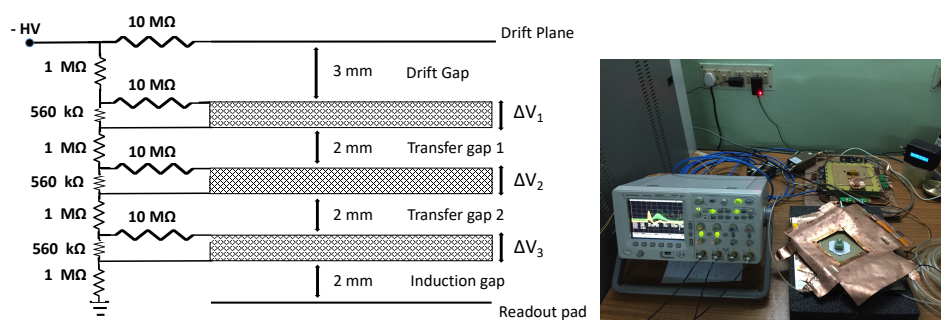 - HV
10 MΩ
Drift Plane
1 MΩ
3 mm
Drift Gap
10 MΩ
560 kΩ
ΔV1
1 MΩ
2 mm
Transfer gap 1
10 MΩ
560 kΩ
ΔV2
1 MΩ
2 mm
Transfer gap 2
10 MΩ
560 kΩ
ΔV3
1 MΩ
2 mm
Induction gap
Readout pad